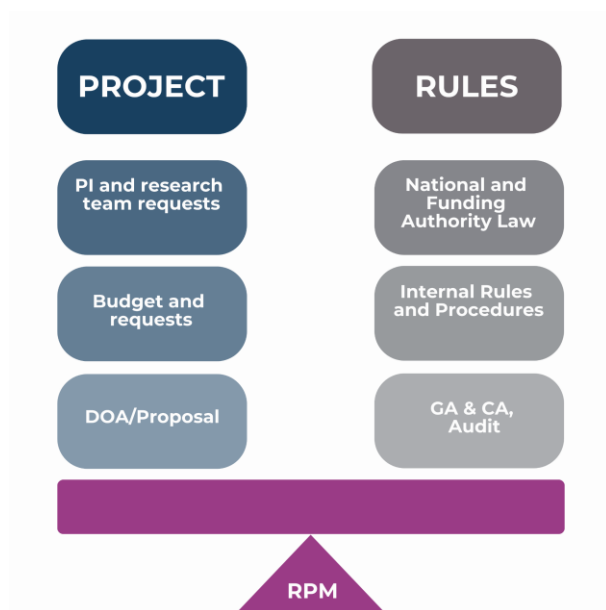 PROJECT
PI and research
team requests
Budget and
requests
DOA/Proposal
RULES
National and
Funding
Authority Law
Internal Rules
and Procedures
GA & CA,
Audit
RPM